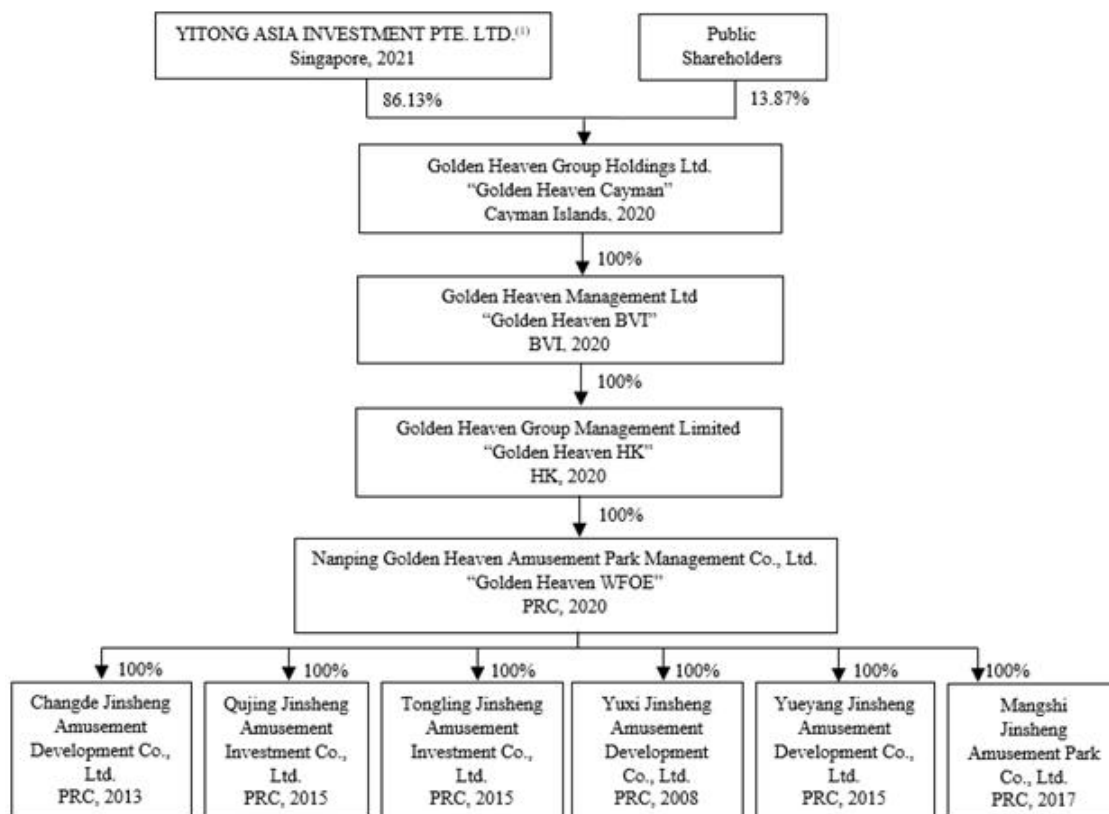 YITONG ASIA INVESTMENT PTE. LTD.(1)
Singapore, 2021
Public
Shareholders
86.13%
13.87%
Golden Heaven Group Holdings Ltd.
“Golden Heaven Cayman”
Cayman Islands, 2020
100%
Golden Heaven Management Ltd
“Golden Heaven BVI”
BVI, 2020
100%
Golden Heaven Group Management Limited
“Golden Heaven HK”
HK, 2020
100%
Nanping Golden Heaven Amusement Park Management Co., Ltd.
“Golden Heaven WFOE”
PRC, 2020
100%
100%
100%
100%
100%
100%
Changde Jinsheng
Amusement
Development Co.,
Ltd.
PRC, 2013
Qujing Jinsheng
Amusement
Investment Co.,
Ltd.
PRC, 2015
Tongling Jinsheng
Amusement
Investment Co.,
Ltd.
PRC, 2015
Yuxi Jinsheng
Amusement
Development
Co., Ltd.
PRC, 2008
Yueyang Jinsheng
Amusement
Development Co.,
Ltd.
PRC, 2015
Mangshi
Jinsheng
Amusement Park
Co., Ltd.
PRC, 2017